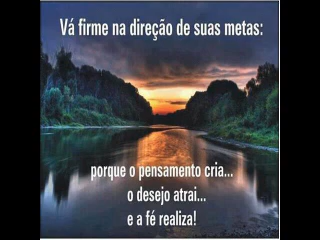 Vá firme na direção de suas metas:
porque o pensamento cria...
o desejo atrai...
e a fé realiza!